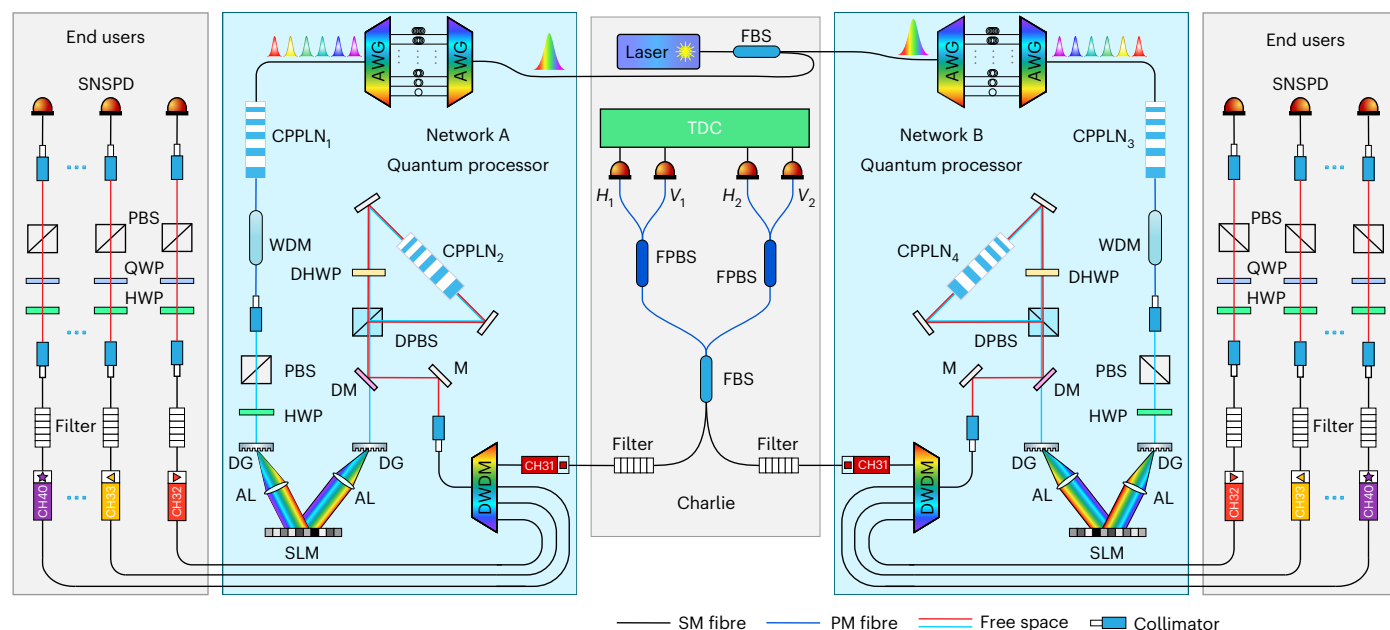 End users
SNSPD
PBS
QWP
HWP
Filter
CH40
CH33
CH32
AWG
AWG
CPPLN1
Network A
Quantum processor
WDM
CPPLN2
DHWP
DPBS
PBS
DM
M
HWP
DG
DG
AL
AL
SLM
DWDM
CH31
Laser
FBS
TDC
H1
V1
H2
V2
FPBS
FPBS
FBS
Filter
Filter
Charlie
AWG
AWG
Network B
Quantum processor
CPPLN3
CPPLN4
WDM
DHWP
DPBS
M
DM
PBS
HWP
DG
DG
AL
AL
SLM
CH31
DWDM
End users
SNSPD
PBS
QWP
HWP
Filter
CH32
CH33
CH40
SM fibre
PM fibre
Free space
Collimator